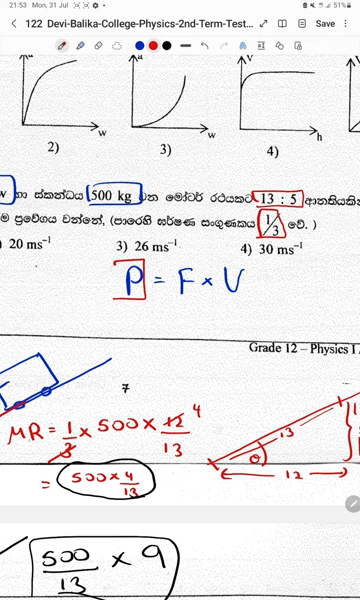 21:53 Mon, 31 Jul 51%
122 Devi-Balika-College-Physics-2nd-Term-Test... Save
w w h
2) 3) 4)
w හා ස්කන්ධය 500 kg වන මෝටර් රථයකට 13 : 5 ආනතියකින්
ම ප්‍රවේගය වන්නේ, (පාරෙහි ඝර්ෂණ සංගුණකය 1/3 වේ. )
20 ms⁻¹ 3) 26 ms⁻¹ 4) 30 ms⁻¹
P = F × V
Grade 12 – Physics I
7
μR = 1/3 × 500 × 12/13 4
13
θ
12
= 500 × 4/13
500/13 × 9